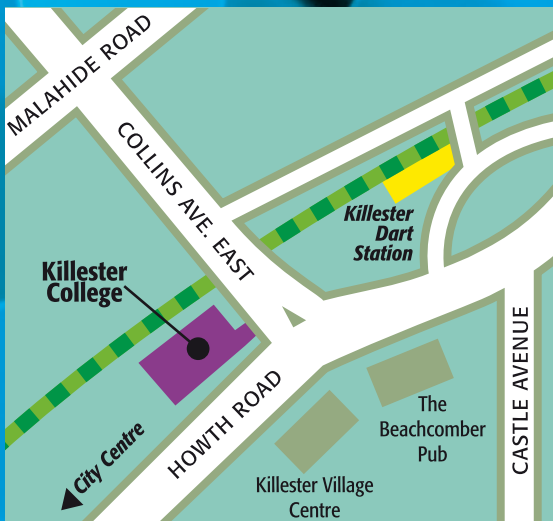 MALAHIDE ROAD
COLLINS AVE. EAST
Killester
Dart
Station
Killester
College
HOWTH ROAD
City Centre
The
Beachcomber
Pub
CASTLE AVENUE
Killester Village
Centre